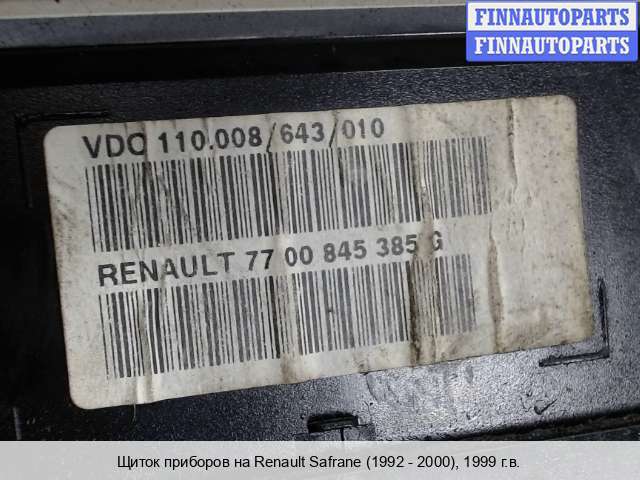 FINNAUTOPARTS
FINNAUTOPARTS
VDO 110.008/643/010
RENAULT 77 00 845 385 G
Щиток приборов на Renault Safrane (1992 - 2000), 1999 г.в.